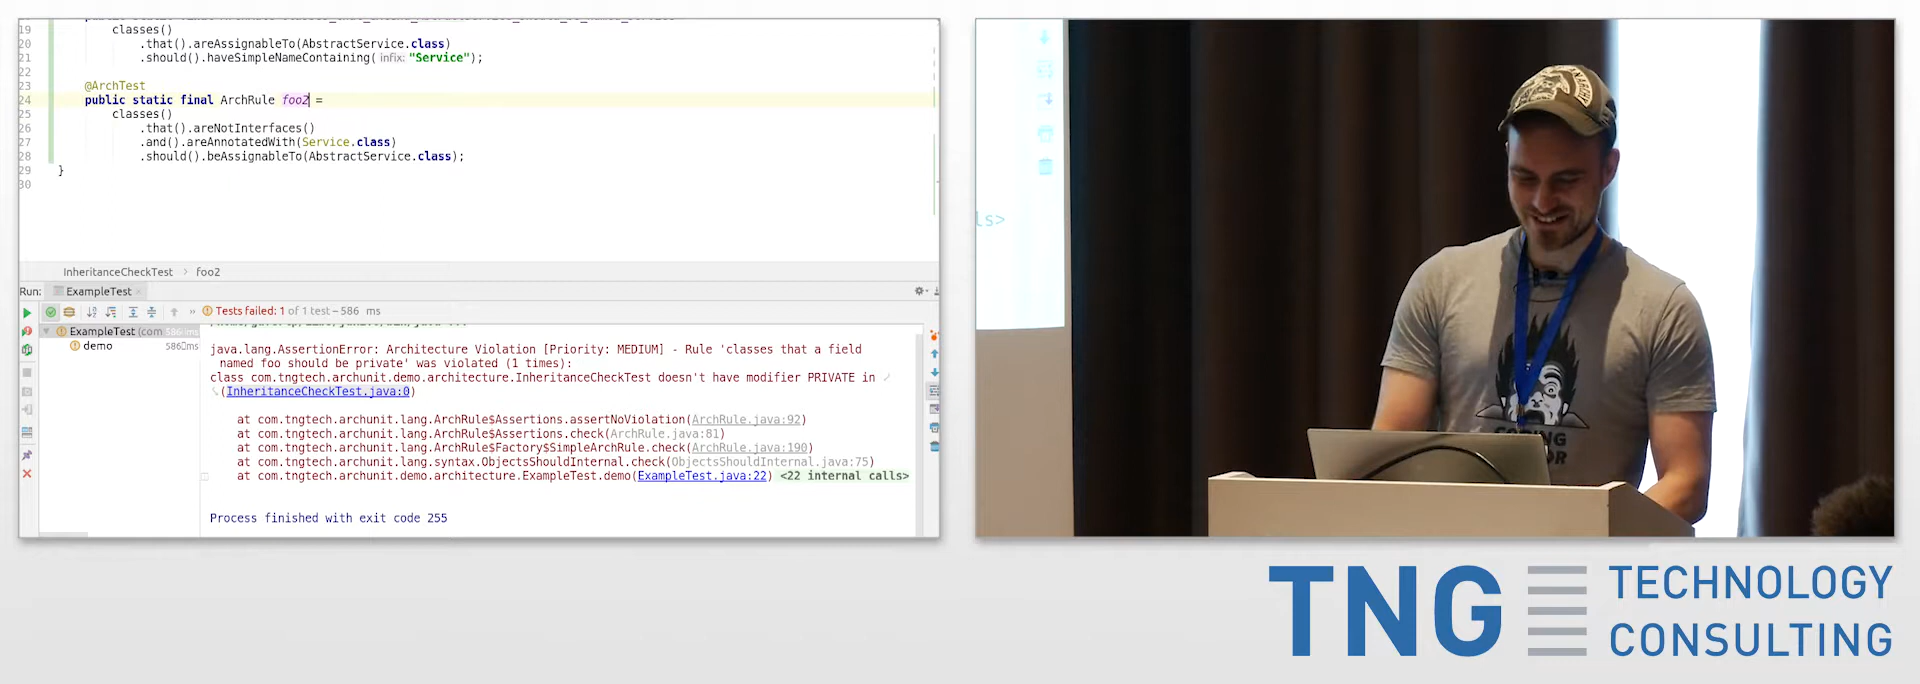 19 classes()
20 .that().areAssignableTo(AbstractService.class)
21 .should().haveSimpleNameContaining( infix: "Service");
22
23 @ArchTest
24 public static final ArchRule foo2 =
25 classes()
26 .that().areNotInterfaces()
27 .and().areAnnotatedWith(Service.class)
28 .should().beAssignableTo(AbstractService.class);
29 }
30
InheritanceCheckTest > foo2
Run: ExampleTest
Tests failed: 1 of 1 test – 586 ms
ExampleTest (com 586 ms
demo 586 ms
java.lang.AssertionError: Architecture Violation [Priority: MEDIUM] - Rule 'classes that a field
named foo should be private' was violated (1 times):
class com.tngtech.archunit.demo.architecture.InheritanceCheckTest doesn't have modifier PRIVATE in
(InheritanceCheckTest.java:0)
at com.tngtech.archunit.lang.ArchRule$Assertions.assertNoViolation(ArchRule.java:92)
at com.tngtech.archunit.lang.ArchRule$Assertions.check(ArchRule.java:81)
at com.tngtech.archunit.lang.ArchRule$Factory$SimpleArchRule.check(ArchRule.java:190)
at com.tngtech.archunit.lang.syntax.ObjectsShouldInternal.check(ObjectsShouldInternal.java:75)
at com.tngtech.archunit.demo.architecture.ExampleTest.demo(ExampleTest.java:22) <22 internal calls>
Process finished with exit code 255
ls>
TNG TECHNOLOGY
CONSULTING